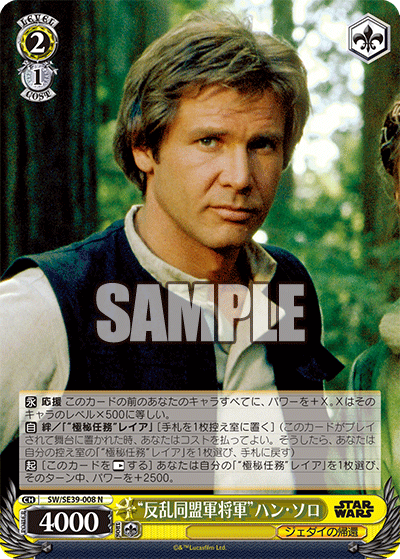 LEVEL
2
1
COST
SAMPLE
永 応援 このカードの前のあなたのキャラすべてに、パワーを+X。Xはそ
のキャラのレベル×500に等しい。
自 絆／「“極秘任務”レイア」 ［手札を1枚控え室に置く］ (このカードがプレイ
されて舞台に置かれた時、あなたはコストを払ってよい。そうしたら、あなたは
自分の控え室の「“極秘任務”レイア」を1枚選び、手札に戻す)
起 ［このカードを する］ あなたは自分の「“極秘任務”レイア」を1枚選び、
そのターン中、パワーを+2500。
CH SW/SE39-008 N
4000
“反乱同盟軍将軍”ハン・ソロ
STAR WARS
ジェダイの帰還
©&™Lucasfilm Ltd.